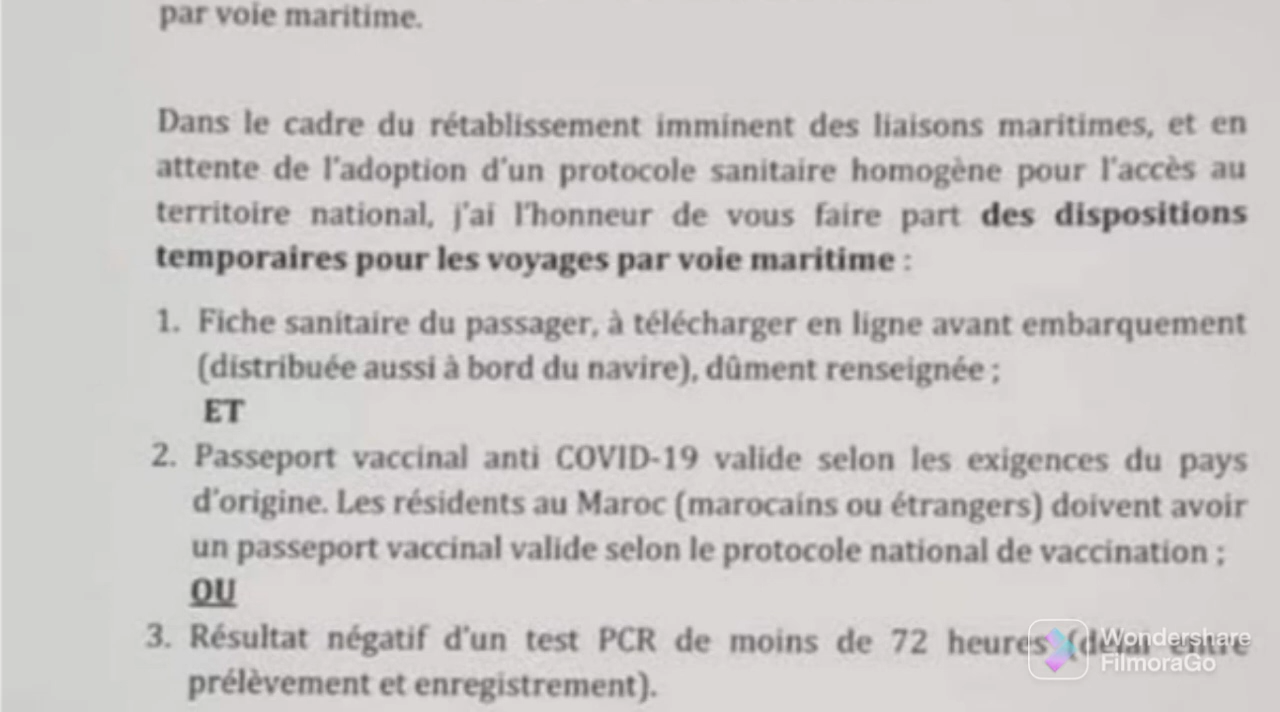 par voie maritime.
Dans le cadre du rétablissement imminent des liaisons maritimes, et en
attente de l'adoption d'un protocole sanitaire homogène pour l'accès au
territoire national, j'ai l'honneur de vous faire part des dispositions
temporaires pour les voyages par voie maritime :
1. Fiche sanitaire du passager, à télécharger en ligne avant embarquement
(distribuée aussi à bord du navire), dûment renseignée ;
ET
2. Passeport vaccinal anti COVID-19 valide selon les exigences du pays
d'origine. Les résidents au Maroc (marocains ou étrangers) doivent avoir
un passeport vaccinal valide selon le protocole national de vaccination ;
OU
3. Résultat négatif d'un test PCR de moins de 72 heures (délai entre
prélèvement et enregistrement).
Wondershare
FilmoraGo